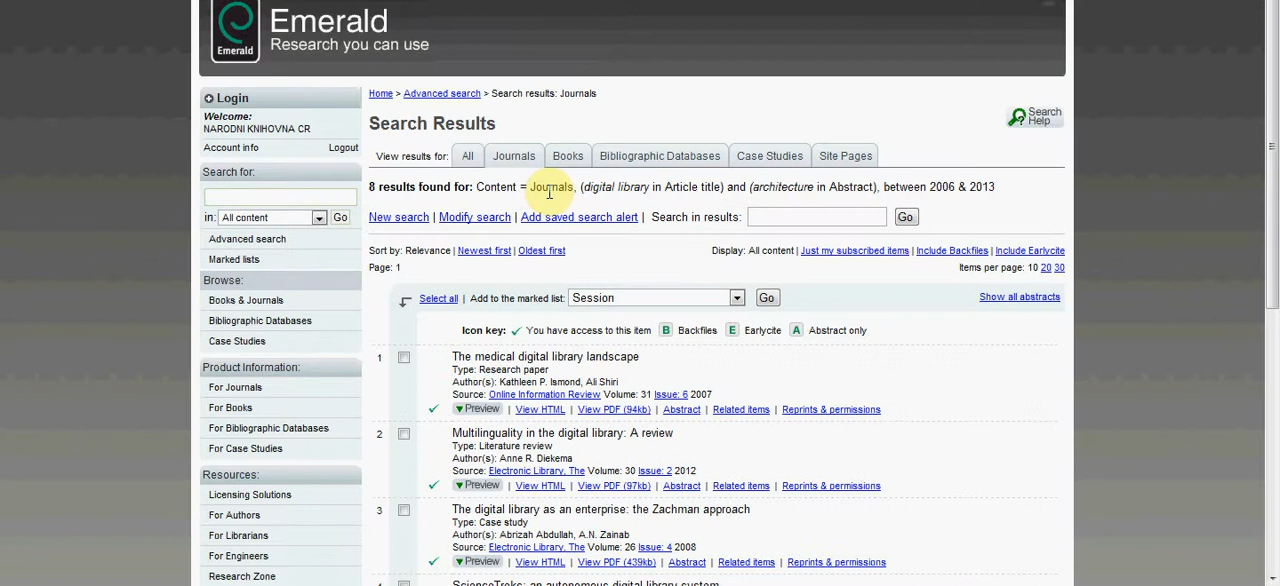 Emerald
Research you can use
Emerald
Login
Welcome:
NARODNI KNIHOVNA CR
Account info Logout
Search for:
in: All content Go
Advanced search
Marked lists
Browse:
Books & Journals
Bibliographic Databases
Case Studies
Product Information:
For Journals
For Books
For Bibliographic Databases
For Case Studies
Resources:
Licensing Solutions
For Authors
For Librarians
For Engineers
Research Zone
Home > Advanced search > Search results: Journals
Search Results
Search Help
View results for: All Journals Books Bibliographic Databases Case Studies Site Pages
8 results found for: Content = Journals, (digital library in Article title) and (architecture in Abstract), between 2006 & 2013
New search | Modify search | Add saved search alert | Search in results: Go
Sort by: Relevance | Newest first | Oldest first Display: All content | Just my subscribed items | Include Backfiles | Include Earlycite
Page: 1 Items per page: 10 20 30
Select all | Add to the marked list: Session Go Show all abstracts
Icon key: You have access to this item B Backfiles E Earlycite A Abstract only
1 The medical digital library landscape
Type: Research paper
Author(s): Kathleen P. Ismond, Ali Shiri
Source: Online Information Review Volume: 31 Issue: 6 2007
Preview | View HTML | View PDF (94kb) | Abstract | Related items | Reprints & permissions
2 Multilinguality in the digital library: A review
Type: Literature review
Author(s): Anne R. Diekema
Source: Electronic Library, The Volume: 30 Issue: 2 2012
Preview | View HTML | View PDF (97kb) | Abstract | Related items | Reprints & permissions
3 The digital library as an enterprise: the Zachman approach
Type: Case study
Author(s): Abrizah Abdullah, A.N. Zainab
Source: Electronic Library, The Volume: 26 Issue: 4 2008
Preview | View HTML | View PDF (439kb) | Abstract | Related items | Reprints & permissions
4 ScienceTreks: an autonomous digital library system